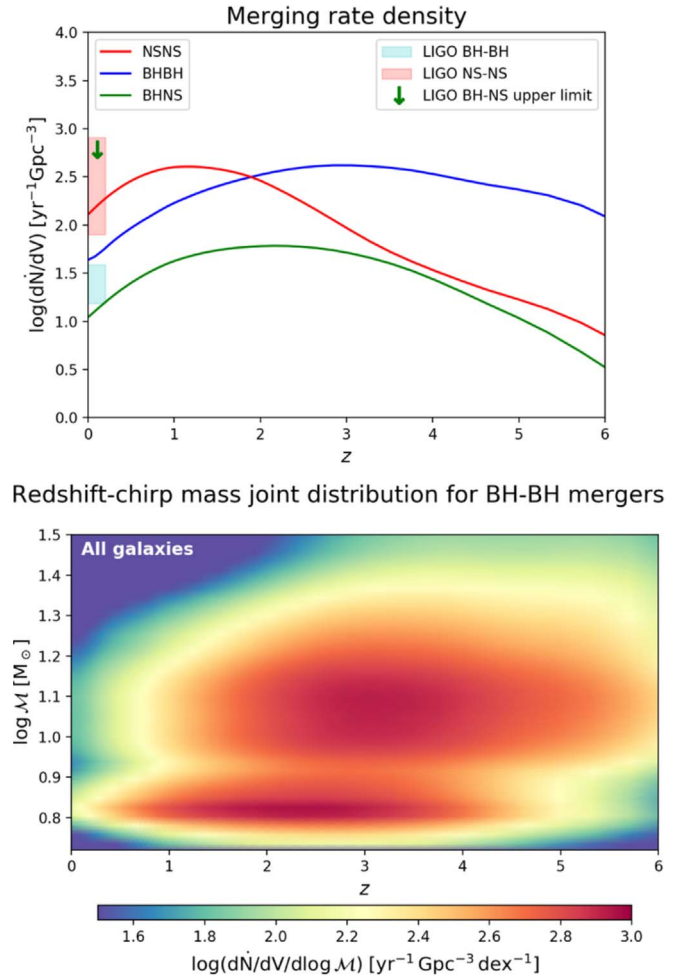 Merging rate density
NSNS
BHBH
BHNS
LIGO BH-BH
LIGO NS-NS
LIGO BH-NS upper limit
log(dṄ/dV) [yr⁻¹Gpc⁻³]
4.0
3.5
3.0
2.5
2.0
1.5
1.0
0.5
0.0
0 1 2 3 4 5 6
z
Redshift-chirp mass joint distribution for BH-BH mergers
All galaxies
log ℳ [M⊙]
1.5
1.4
1.3
1.2
1.1
1.0
0.9
0.8
0 1 2 3 4 5 6
z
1.6 1.8 2.0 2.2 2.4 2.6 2.8 3.0
log(dṄ/dV/dlog ℳ) [yr⁻¹ Gpc⁻³ dex⁻¹]